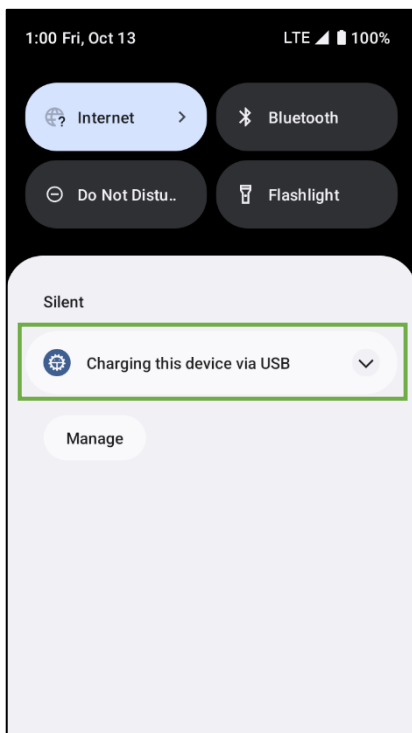 1:00 Fri, Oct 13 LTE 100%
? Internet > Bluetooth
Do Not Distu.. Flashlight
Silent
Charging this device via USB
Manage